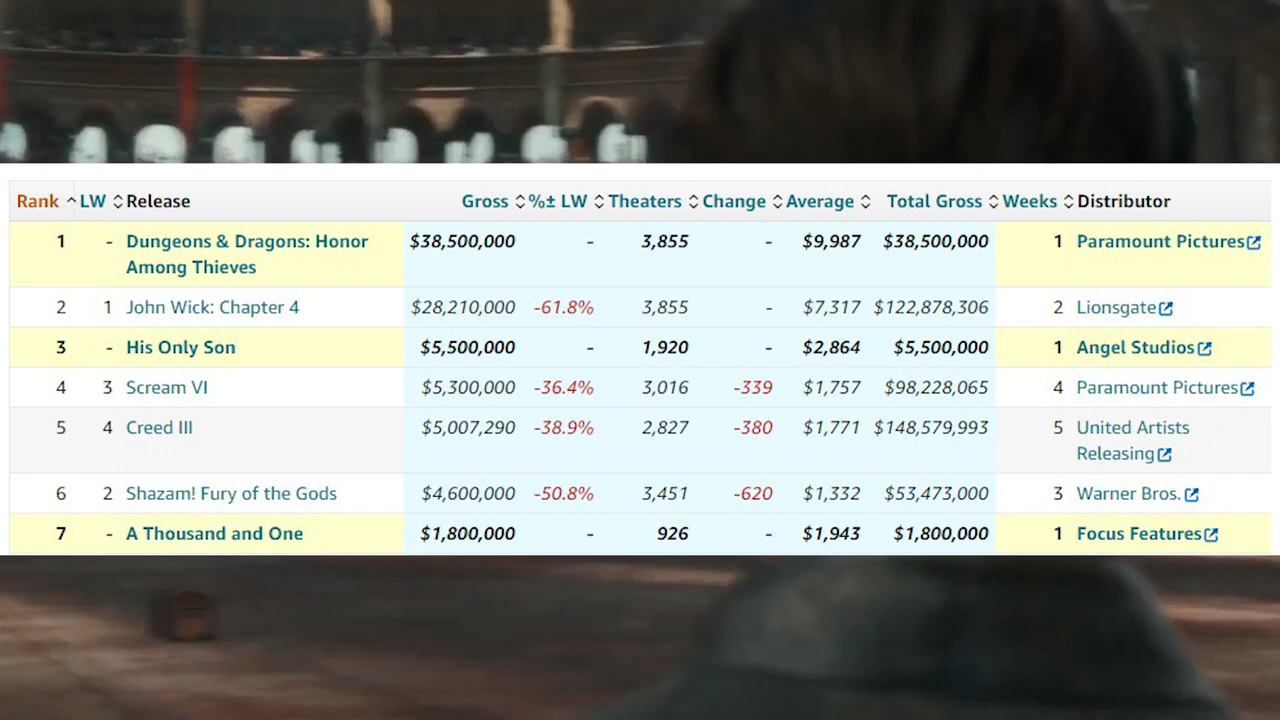 Rank LW Release Gross %± LW Theaters Change Average Total Gross Weeks Distributor
1 - Dungeons & Dragons: Honor $38,500,000 - 3,855 - $9,987 $38,500,000 1 Paramount Pictures
Among Thieves
2 1 John Wick: Chapter 4 $28,210,000 -61.8% 3,855 - $7,317 $122,878,306 2 Lionsgate
3 - His Only Son $5,500,000 - 1,920 - $2,864 $5,500,000 1 Angel Studios
4 3 Scream VI $5,300,000 -36.4% 3,016 -339 $1,757 $98,228,065 4 Paramount Pictures
5 4 Creed III $5,007,290 -38.9% 2,827 -380 $1,771 $148,579,993 5 United Artists
Releasing
6 2 Shazam! Fury of the Gods $4,600,000 -50.8% 3,451 -620 $1,332 $53,473,000 3 Warner Bros.
7 - A Thousand and One $1,800,000 - 926 - $1,943 $1,800,000 1 Focus Features